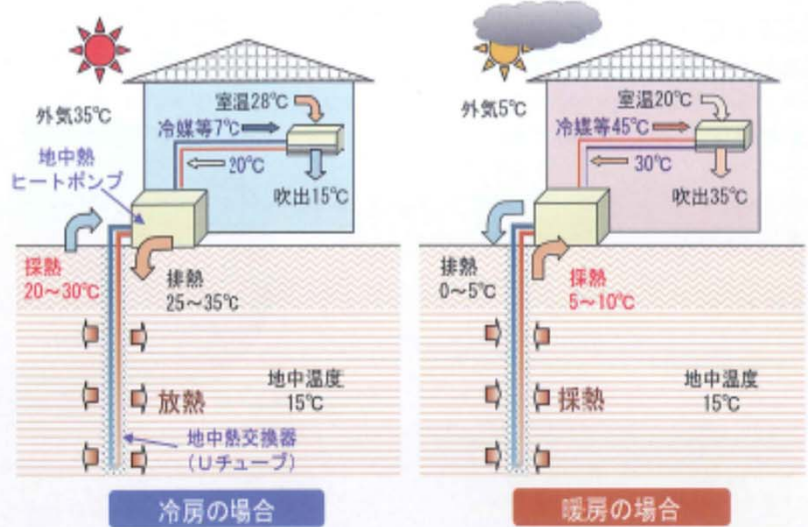 外気35℃
室温28℃
冷媒等7℃
20℃
吹出15℃
地中熱
ヒートポンプ
採熱
20～30℃
排熱
25～35℃
放熱
地中温度
15℃
地中熱交換器
（Uチューブ）
冷房の場合
外気5℃
室温20℃
冷媒等45℃
30℃
吹出35℃
排熱
0～5℃
採熱
5～10℃
採熱
地中温度
15℃
暖房の場合